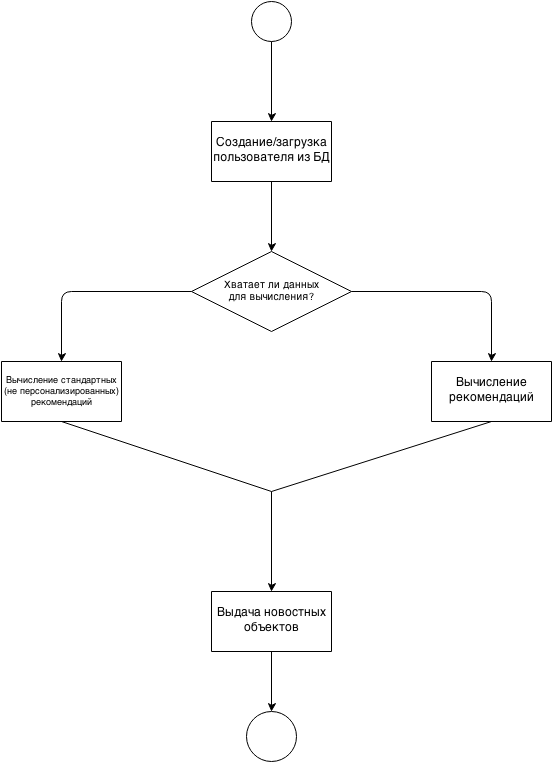 Создание/загрузка
пользователя из БД
Хватает ли данных
для вычисления?
Вычисление стандартных
(не персонализированных)
рекомендаций
Вычисление
рекомендаций
Выдача новостных
объектов